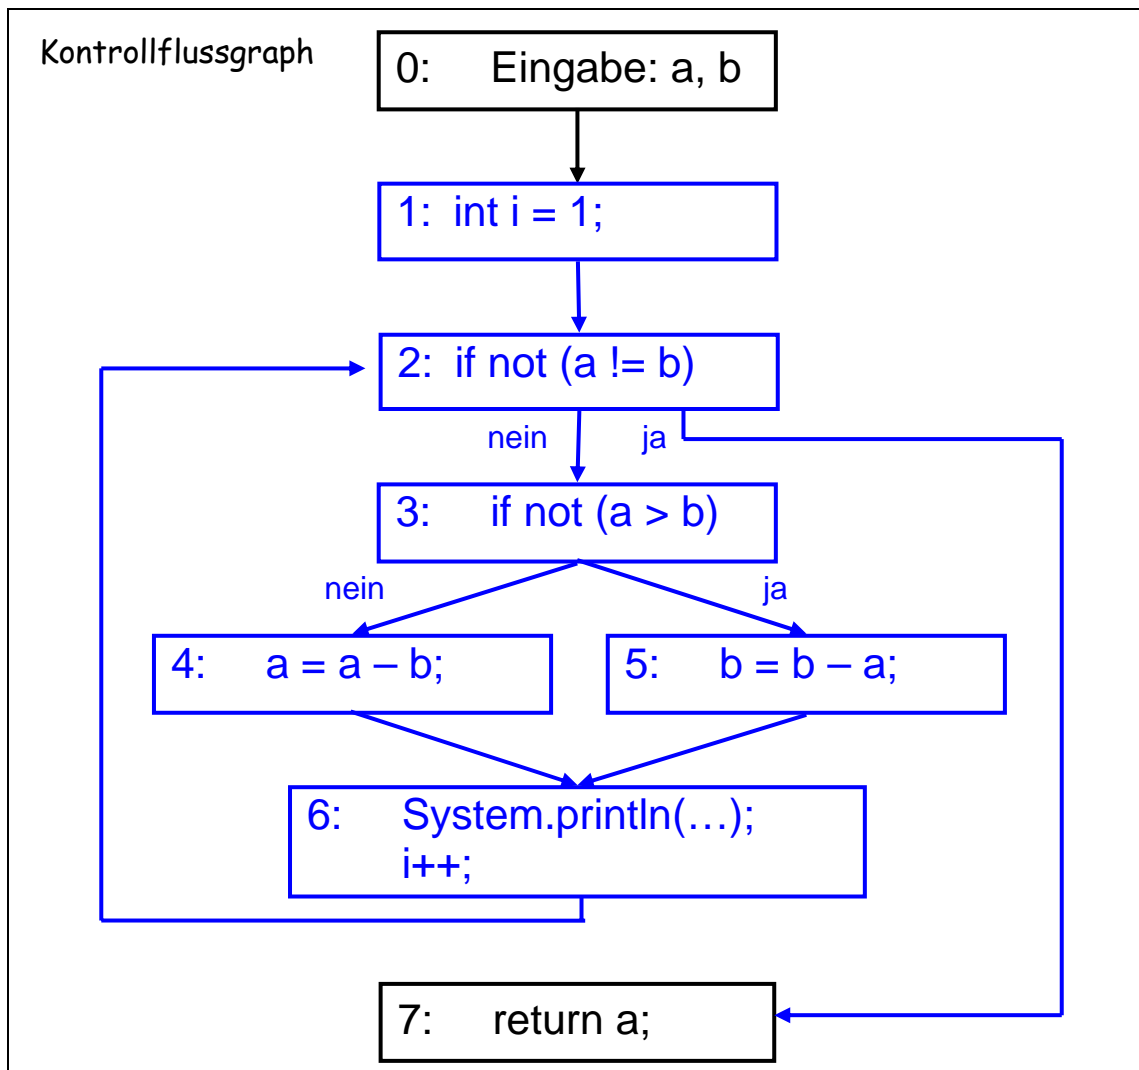 Kontrollflussgraph
0: Eingabe: a, b
1: int i = 1;
2: if not (a != b)
nein ja
3: if not (a > b)
nein ja
4: a = a – b;
5: b = b – a;
6: System.println(…);
i++;
7: return a;